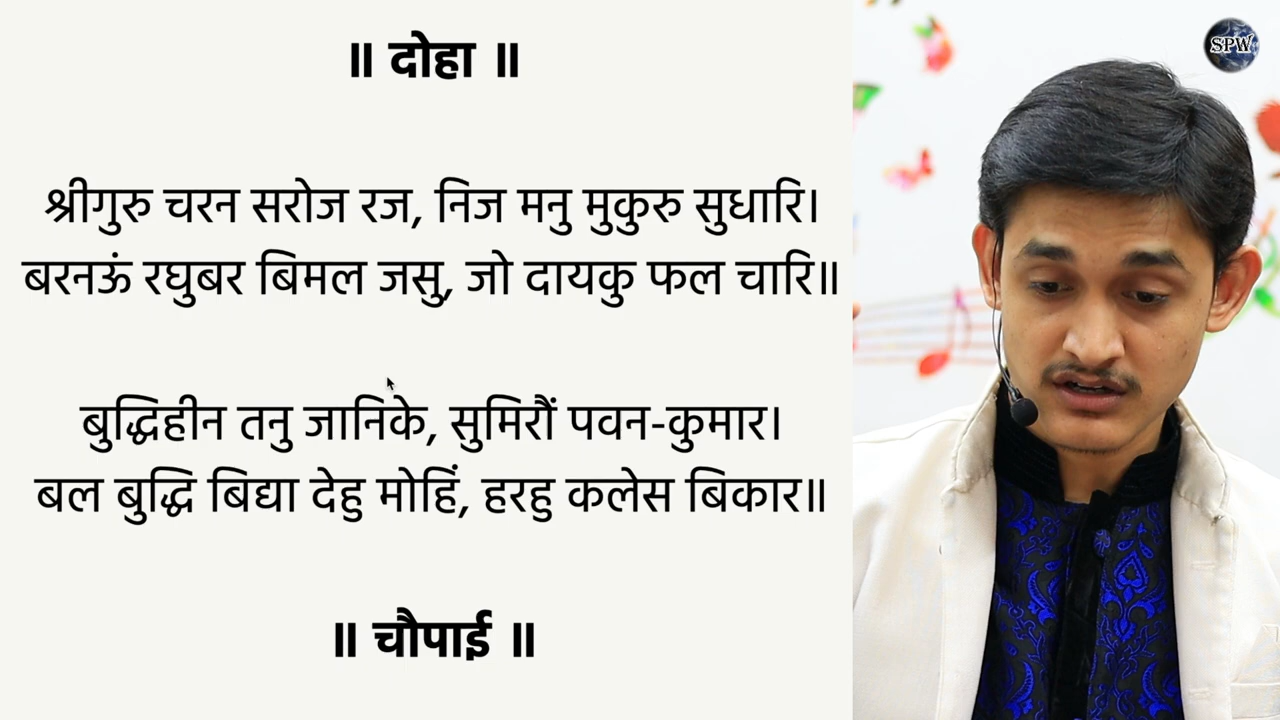 ॥ दोहा ॥
श्रीगुरु चरन सरोज रज, निज मनु मुकुरु सुधारि।
बरनऊं रघुबर बिमल जसु, जो दायकु फल चारि॥
बुद्धिहीन तनु जानिके, सुमिरौं पवन-कुमार।
बल बुद्धि बिद्या देहु मोहिं, हरहु कलेस बिकार॥
॥ चौपाई ॥
SPW